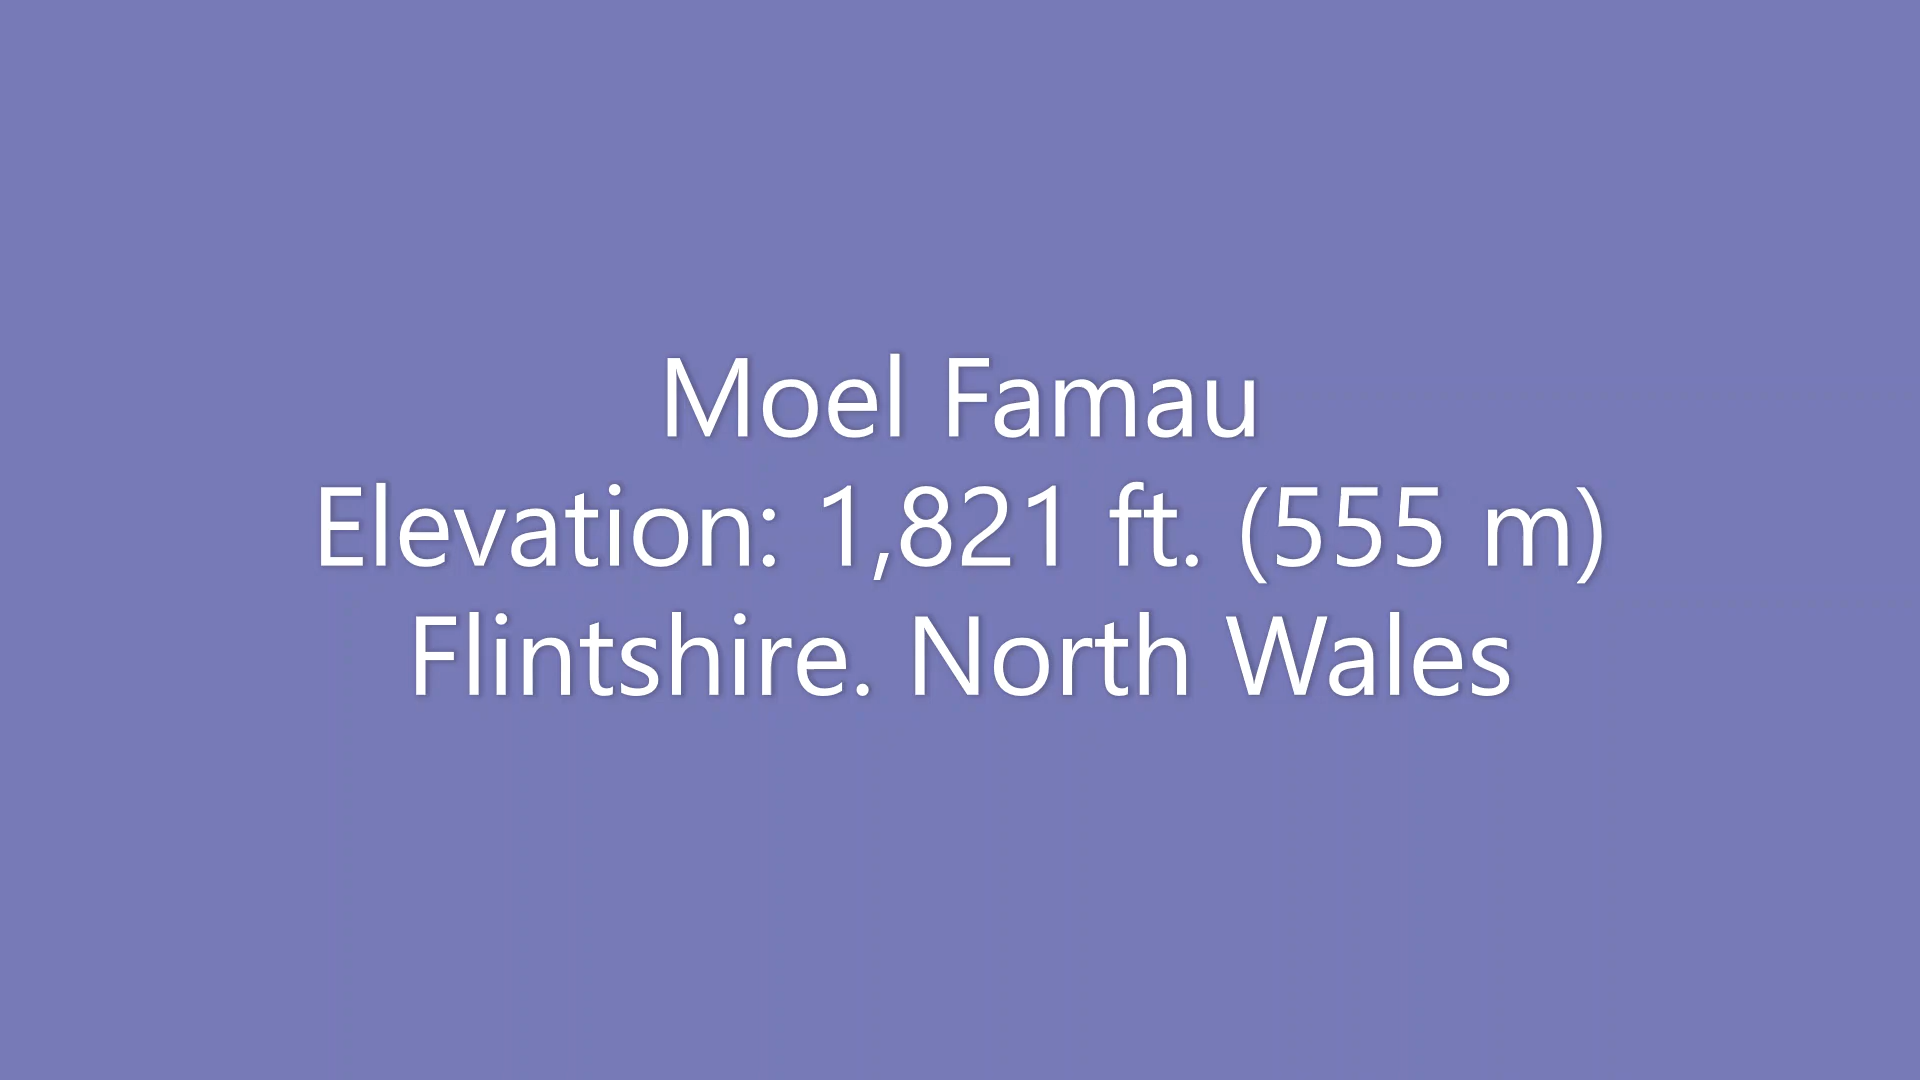 Moel Famau
Elevation: 1,821 ft. (555 m)
Flintshire. North Wales